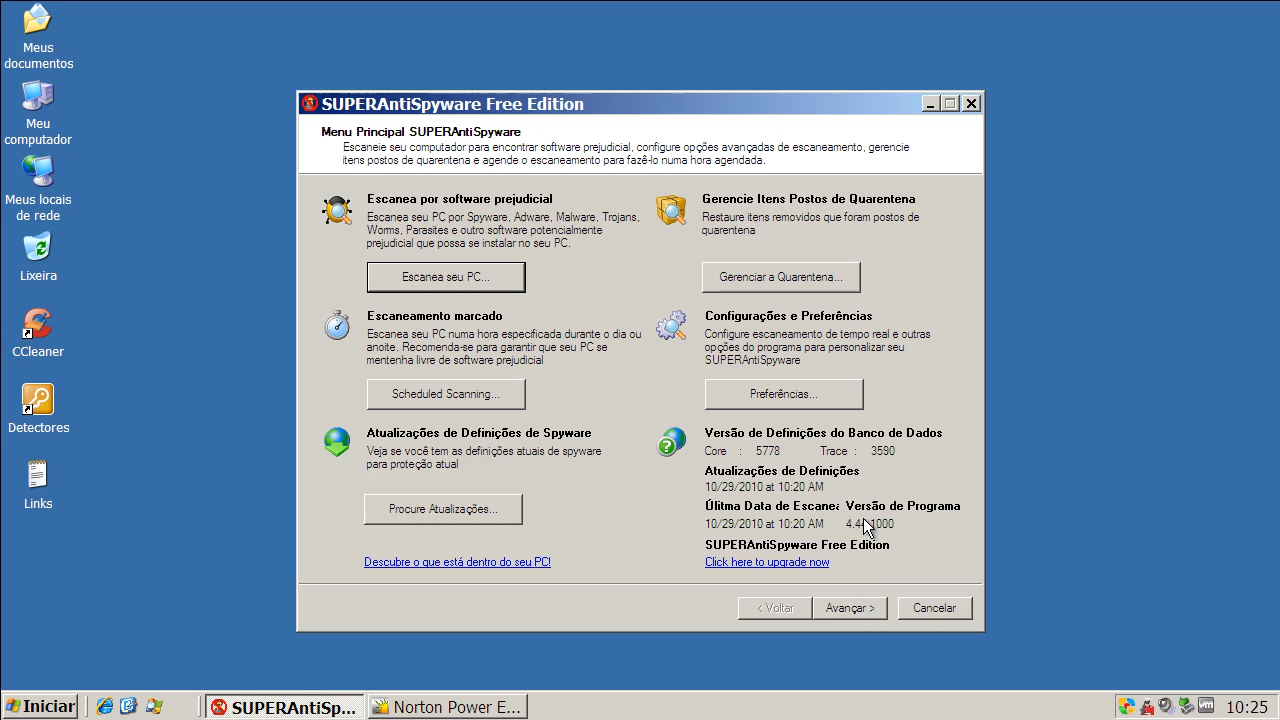 Meus
documentos
Meu
computador
Meus locais
de rede
Lixeira
CCleaner
Detectores
Links
SUPERAntiSpyware Free Edition
Menu Principal SUPERAntiSpyware
Escaneie seu computador para encontrar software prejudicial, configure opções avançadas de escaneamento, gerencie
itens postos de quarentena e agende o escaneamento para fazê-lo numa hora agendada.
Escanea por software prejudicial
Escanea seu PC por Spyware, Adware, Malware, Trojans,
Worms, Parasites e outro software potencialmente
prejudicial que possa se instalar no seu PC.
Escanea seu PC...
Gerencie Itens Postos de Quarentena
Restaure itens removidos que foram postos de
quarentena
Gerenciar a Quarentena...
Escaneamento marcado
Escanea seu PC numa hora especificada durante o dia ou
anoite. Recomenda-se para garantir que seu PC se
mentenha livre de software prejudicial
Scheduled Scanning...
Configurações e Preferências
Configure escaneamento de tempo real e outras
opções do programa para personalizar seu
SUPERAntiSpyware
Preferências...
Atualizações de Definições de Spyware
Veja se você tem as definições atuais de spyware
para proteção atual
Procure Atualizações...
Descubre o que está dentro do seu PC!
Versão de Definições do Banco de Dados
Core : 5778 Trace : 3590
Atualizações de Definições
10/29/2010 at 10:20 AM
Úlitma Data de Escanea Versão de Programa
10/29/2010 at 10:20 AM
SUPERAntiSpyware Free Edition
Click here to upgrade now
< Voltar
Avançar >
Cancelar
Iniciar
SUPERAntiSp...
Norton Power E...
10:25